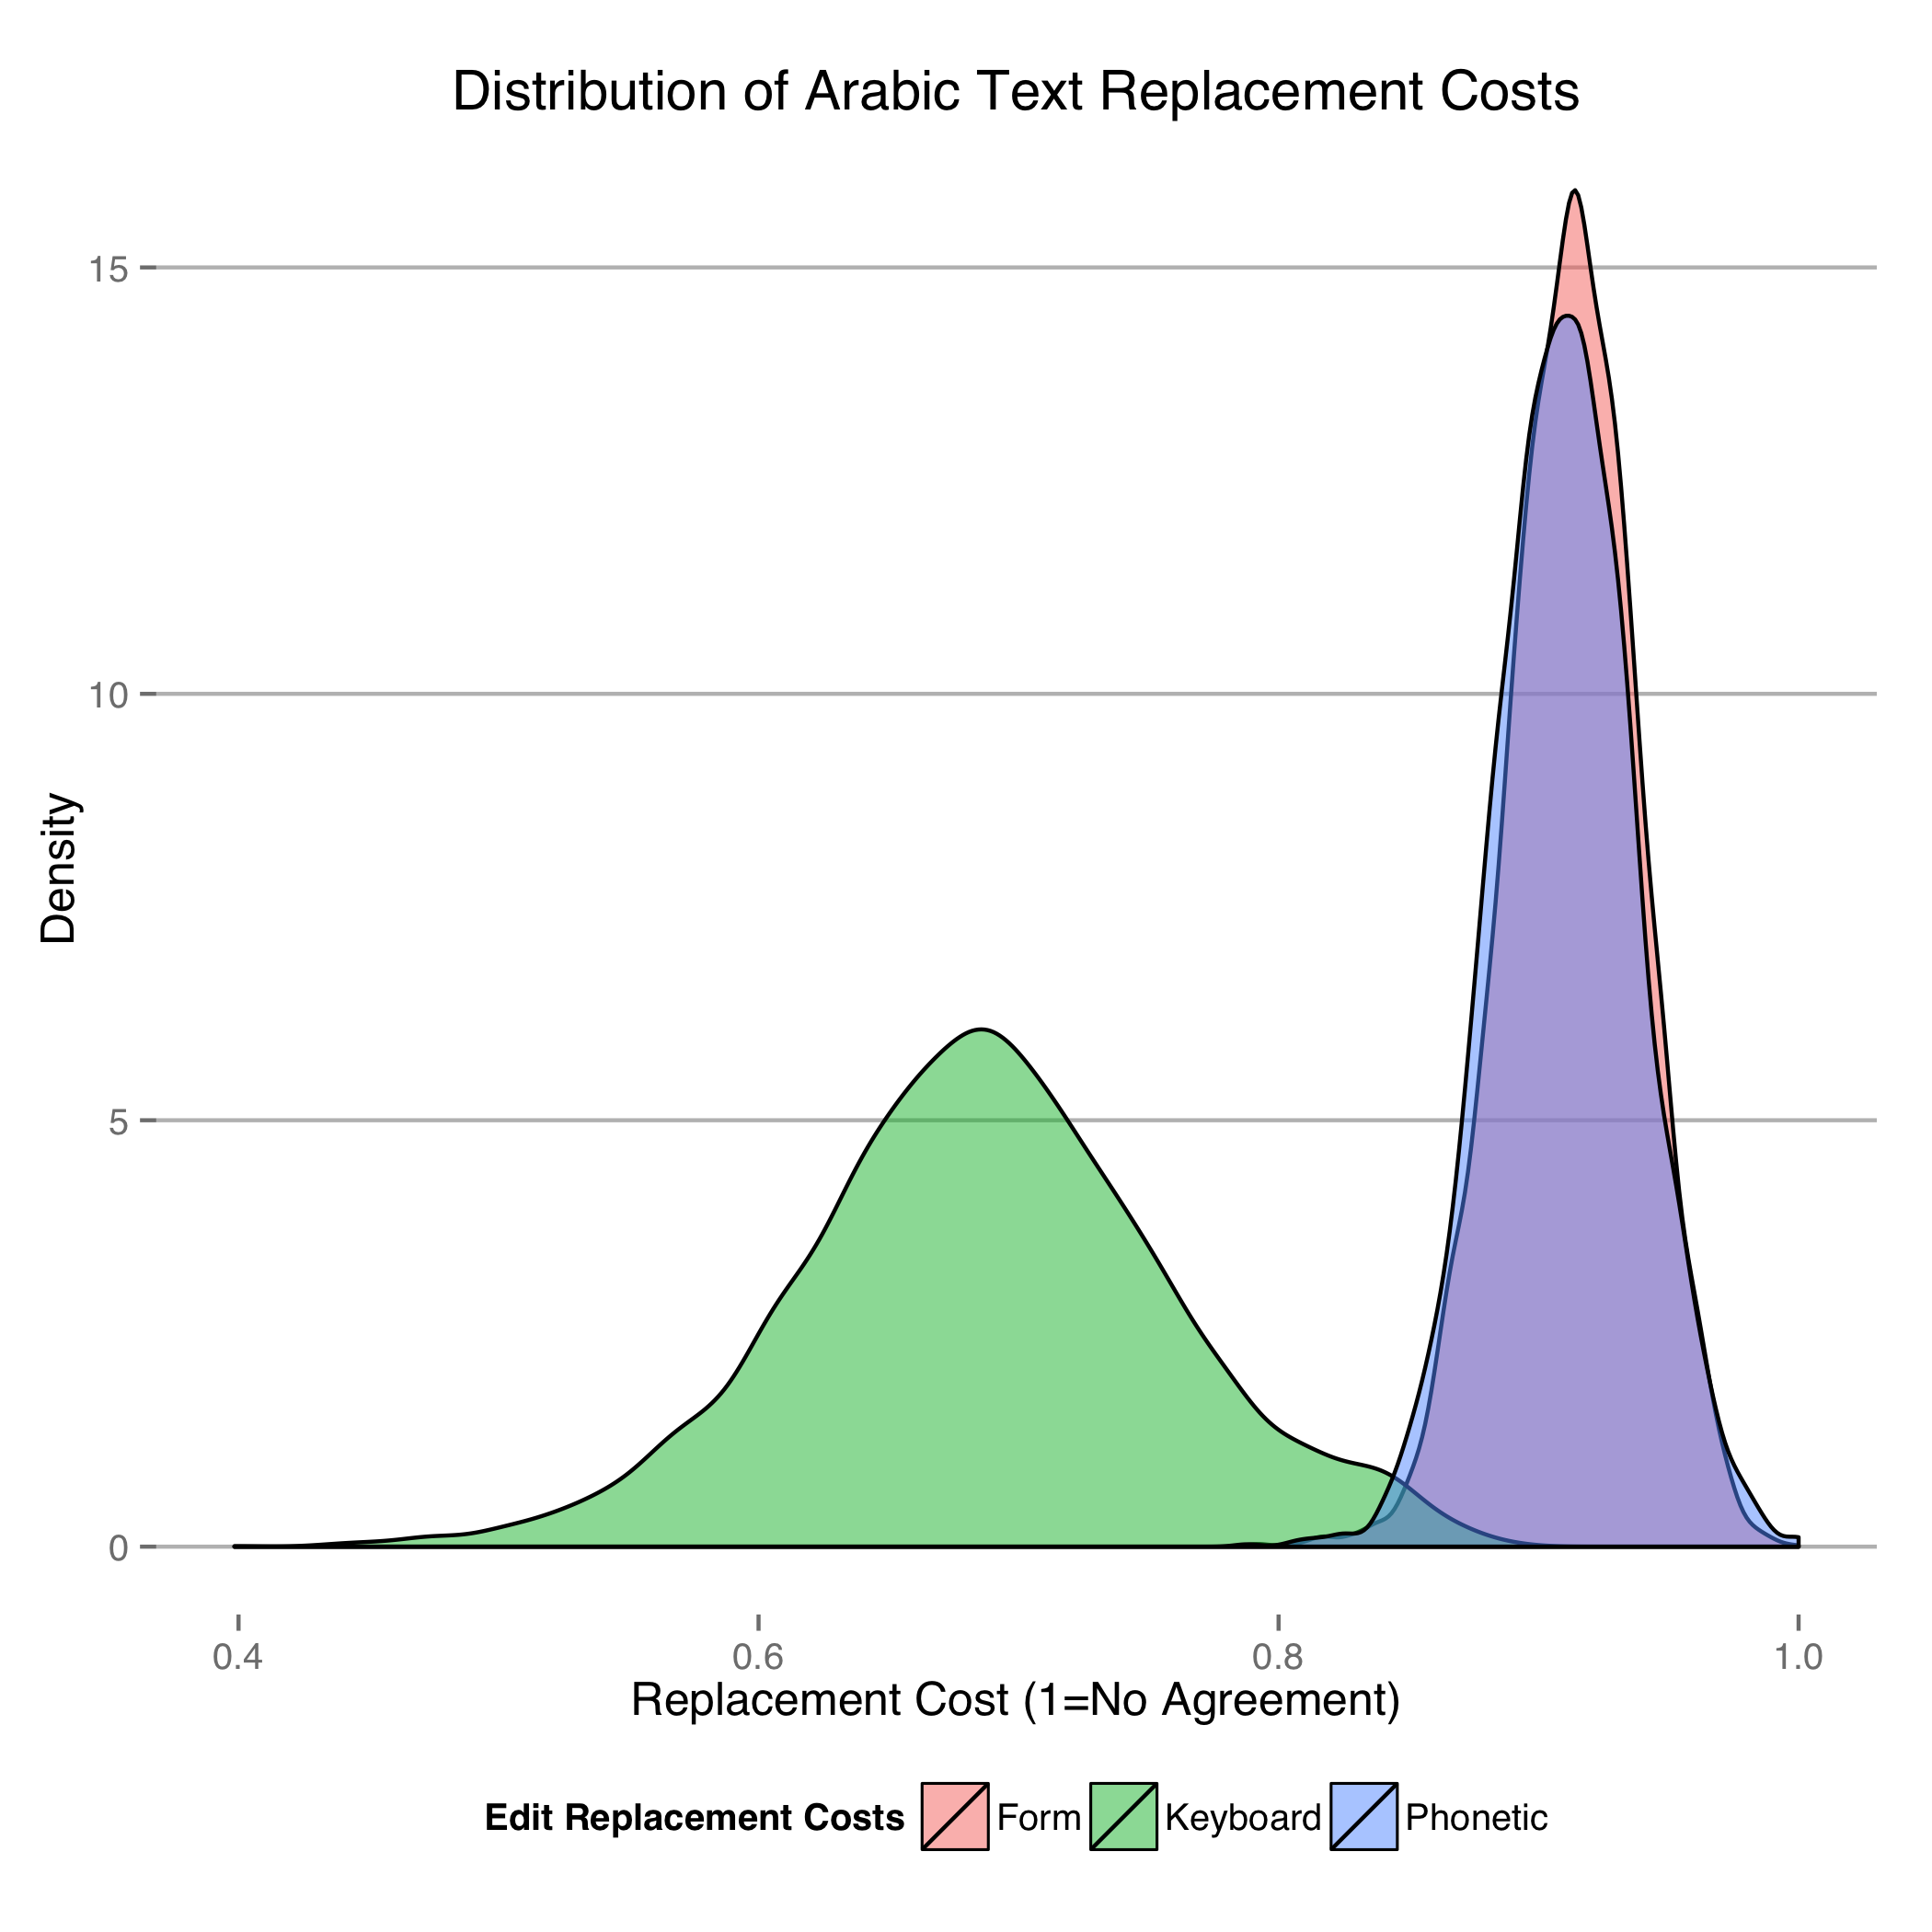 Distribution of Arabic Text Replacement Costs
15
10
5
0
Density
0.4 0.6 0.8 1.0
Replacement Cost (1=No Agreement)
Edit Replacement Costs Form Keyboard Phonetic